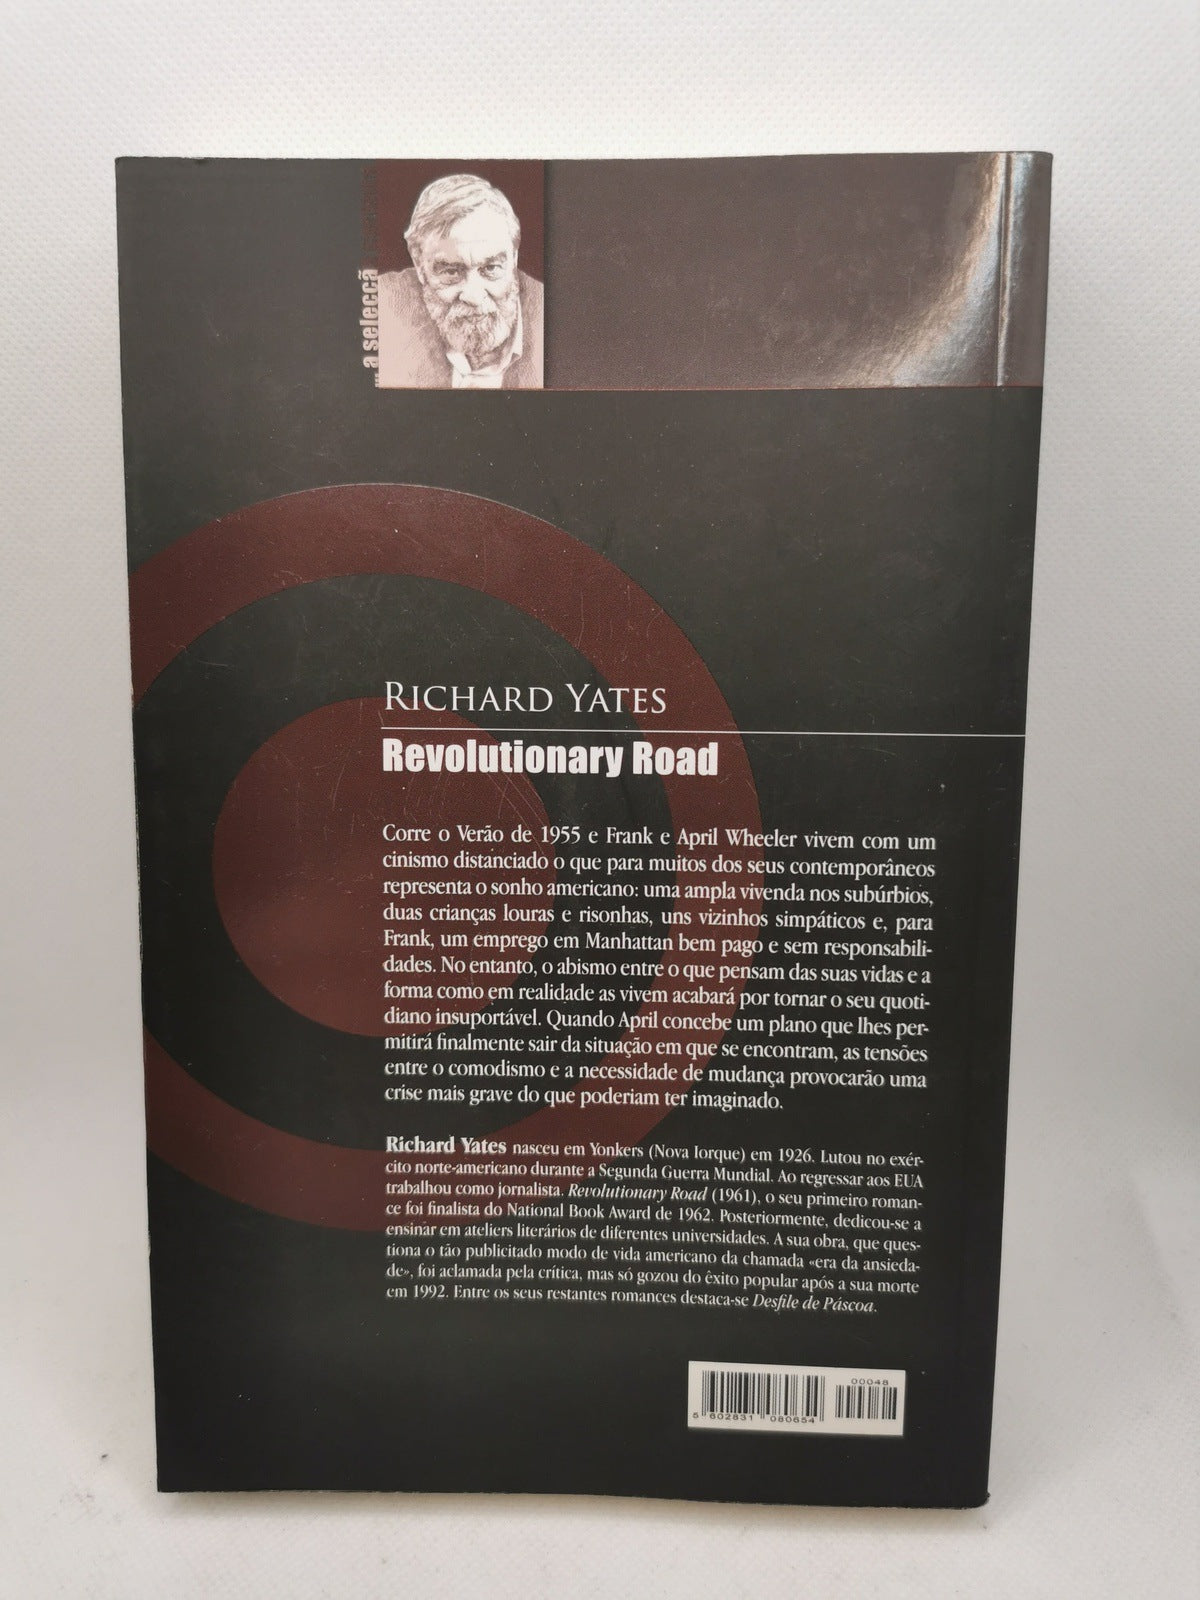 a selecçã
RICHARD YATES
Revolutionary Road
Corre o Verão de 1955 e Frank e April Wheeler vivem com um
cinismo distanciado o que para muitos dos seus contemporâneos
representa o sonho americano: uma ampla vivenda nos subúrbios,
duas crianças louras e risonhas, uns vizinhos simpáticos e, para
Frank, um emprego em Manhattan bem pago e sem responsabili-
dades. No entanto, o abismo entre o que pensam das suas vidas e a
forma como em realidade as vivem acabará por tornar o seu quoti-
diano insuportável. Quando April concebe um plano que lhes per-
mitirá finalmente sair da situação em que se encontram, as tensões
entre o comodismo e a necessidade de mudança provocarão uma
crise mais grave do que poderiam ter imaginado.
Richard Yates nasceu em Yonkers (Nova Iorque) em 1926. Lutou no exér-
cito norte-americano durante a Segunda Guerra Mundial. Ao regressar aos EUA
trabalhou como jornalista. Revolutionary Road (1961), o seu primeiro roman-
ce foi finalista do National Book Award de 1962. Posteriormente, dedicou-se a
ensinar em ateliers literários de diferentes universidades. A sua obra, que ques-
tiona o tão publicitado modo de vida americano da chamada «era da ansieda-
de», foi aclamada pela crítica, mas só gozou do êxito popular após a sua morte
em 1992. Entre os seus restantes romances destaca-se Desfile de Páscoa.
00048
5 602831 080654